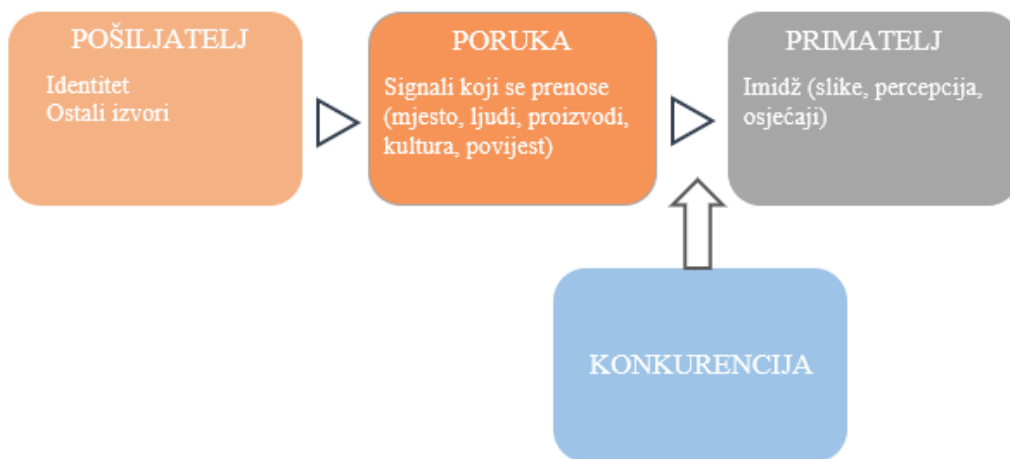 POŠILJATELJ
Identitet
Ostali izvori
PORUKA
Signali koji se prenose
(mjesto, ljudi, proizvodi,
kultura, povijest)
PRIMATELJ
Imidž (slike, percepcija,
osjećaji)
KONKURENCIJA